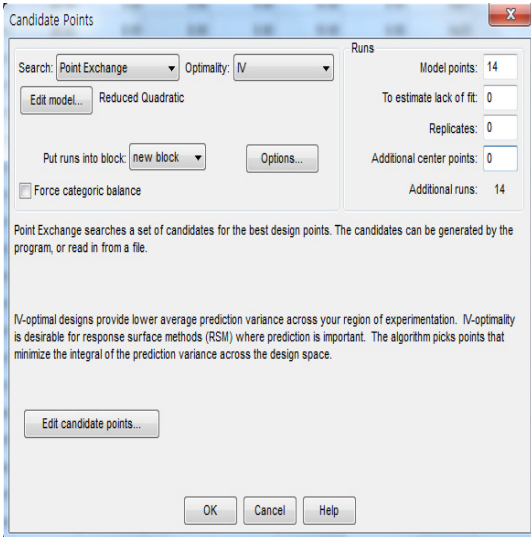 Candidate Points
X
Search: Point Exchange Optimality: IV
Edit model... Reduced Quadratic
Put runs into block: new block Options...
Force categoric balance
Runs
Model points: 14
To estimate lack of fit: 0
Replicates: 0
Additional center points: 0
Additional runs: 14
Point Exchange searches a set of candidates for the best design points. The candidates can be generated by the
program, or read in from a file.
IV-optimal designs provide lower average prediction variance across your region of experimentation. IV-optimality
is desirable for response surface methods (RSM) where prediction is important. The algorithm picks points that
minimize the integral of the prediction variance across the design space.
Edit candidate points...
OK Cancel Help